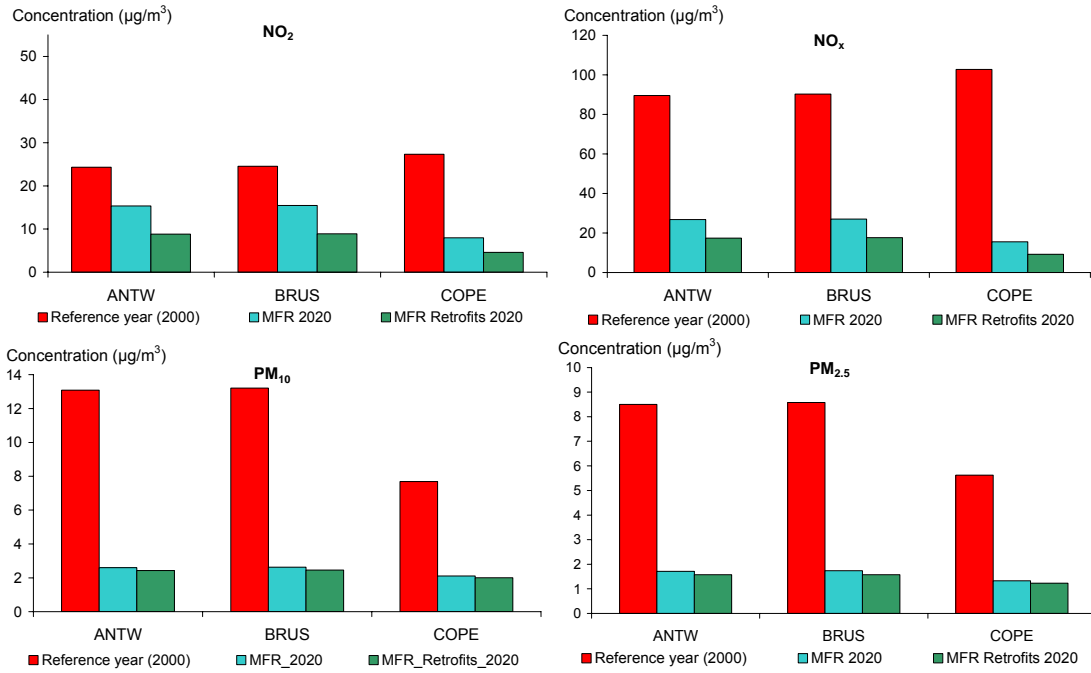 Concentration (µg/m³)
NO₂
50
40
30
20
10
0
ANTW BRUS COPE
Reference year (2000) MFR 2020 MFR Retrofits 2020
Concentration (µg/m³)
NOₓ
120
100
80
60
40
20
0
ANTW BRUS COPE
Reference year (2000) MFR 2020 MFR Retrofits 2020
Concentration (µg/m³)
PM₁₀
14
12
10
8
6
4
2
0
ANTW BRUS COPE
Reference year (2000) MFR_2020 MFR_Retrofits_2020
Concentration (µg/m³)
PM₂.₅
10
9
8
7
6
5
4
3
2
1
0
ANTW BRUS COPE
Reference year (2000) MFR 2020 MFR Retrofits 2020